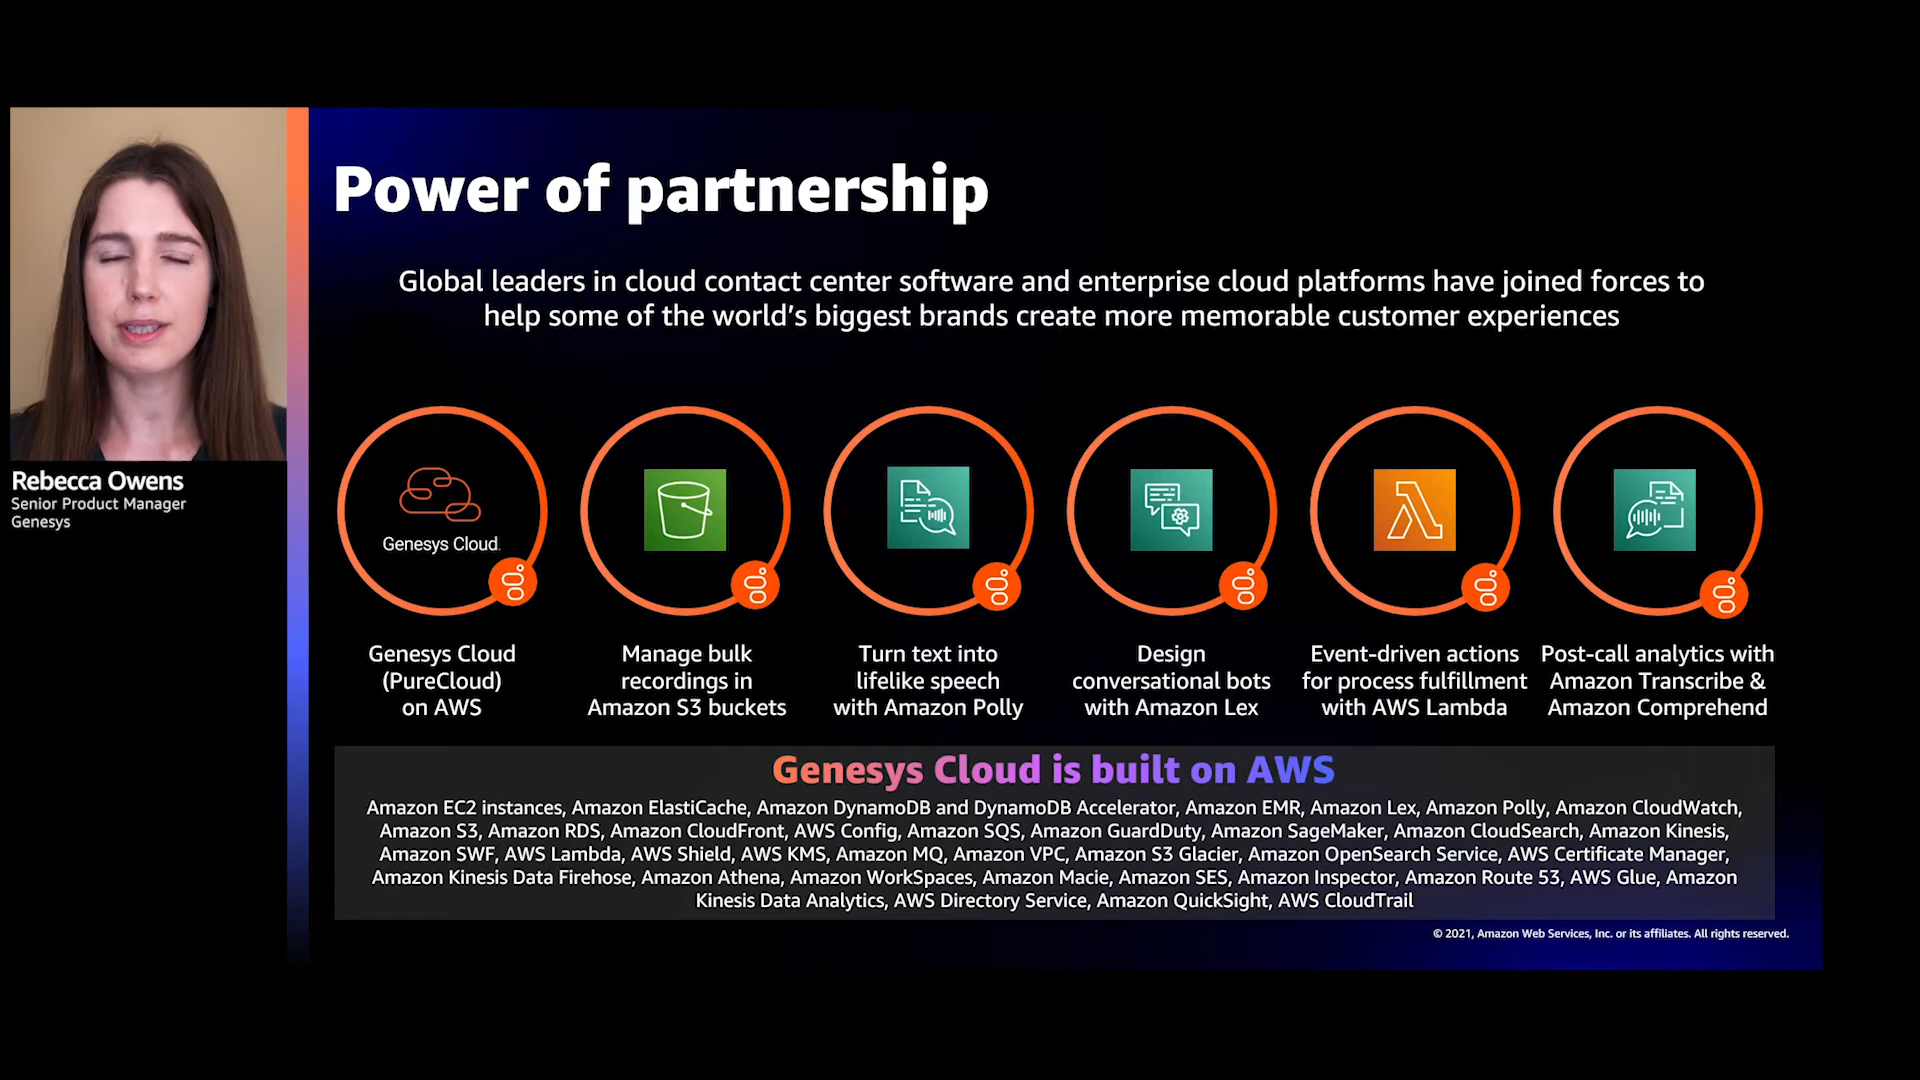 Power of partnership
Global leaders in cloud contact center software and enterprise cloud platforms have joined forces to
help some of the world's biggest brands create more memorable customer experiences
Rebecca Owens
Senior Product Manager
Genesys
Genesys Cloud.
Genesys Cloud
(PureCloud)
on AWS
Manage bulk
recordings in
Amazon S3 buckets
Turn text into
lifelike speech
with Amazon Polly
Design
conversational bots
with Amazon Lex
Event-driven actions
for process fulfillment
with AWS Lambda
Post-call analytics with
Amazon Transcribe &
Amazon Comprehend
Genesys Cloud is built on AWS
Amazon EC2 instances, Amazon ElastiCache, Amazon DynamoDB and DynamoDB Accelerator, Amazon EMR, Amazon Lex, Amazon Polly, Amazon CloudWatch,
Amazon S3, Amazon RDS, Amazon CloudFront, AWS Config, Amazon SQS, Amazon GuardDuty, Amazon SageMaker, Amazon CloudSearch, Amazon Kinesis,
Amazon SWF, AWS Lambda, AWS Shield, AWS KMS, Amazon MQ, Amazon VPC, Amazon S3 Glacier, Amazon OpenSearch Service, AWS Certificate Manager,
Amazon Kinesis Data Firehose, Amazon Athena, Amazon WorkSpaces, Amazon Macie, Amazon SES, Amazon Inspector, Amazon Route 53, AWS Glue, Amazon
Kinesis Data Analytics, AWS Directory Service, Amazon QuickSight, AWS CloudTrail
© 2021, Amazon Web Services, Inc. or its affiliates. All rights reserved.